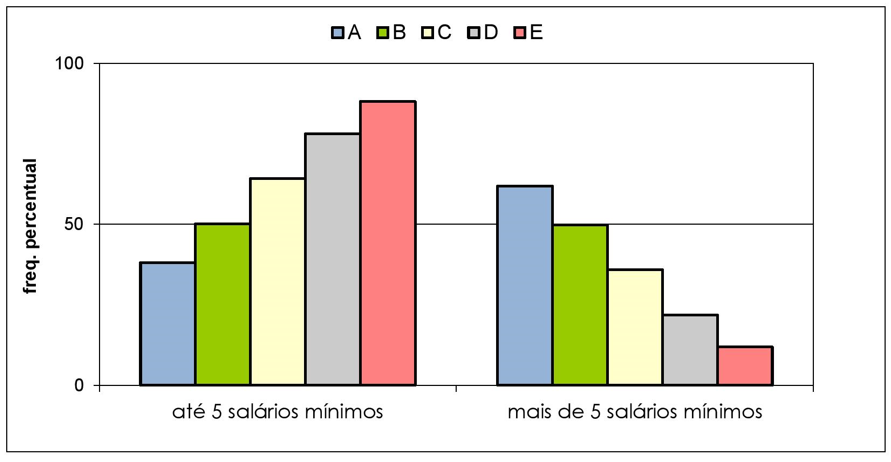 A B C D E
100
50
0
freq. percentual
até 5 salários mínimos
mais de 5 salários mínimos